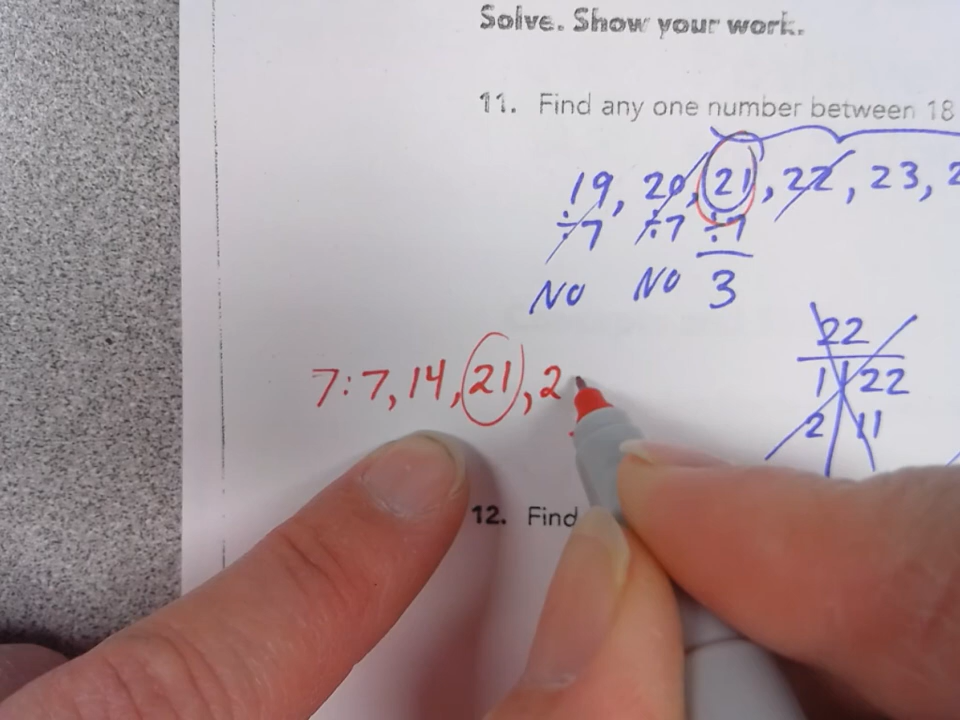 Solve. Show your work.
11. Find any one number between 18
19, 20, 21, 22, 23, 2
÷7 ÷7 ÷7
NO NO 3
22
1 22
2 11
7:7,14,21,2
12. Find